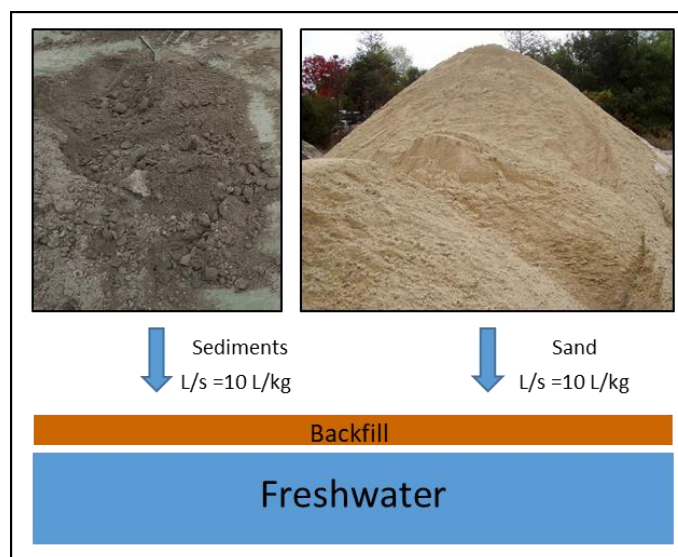 Sediments
L/s =10 L/kg
Sand
L/s =10 L/kg
Backfill
Freshwater